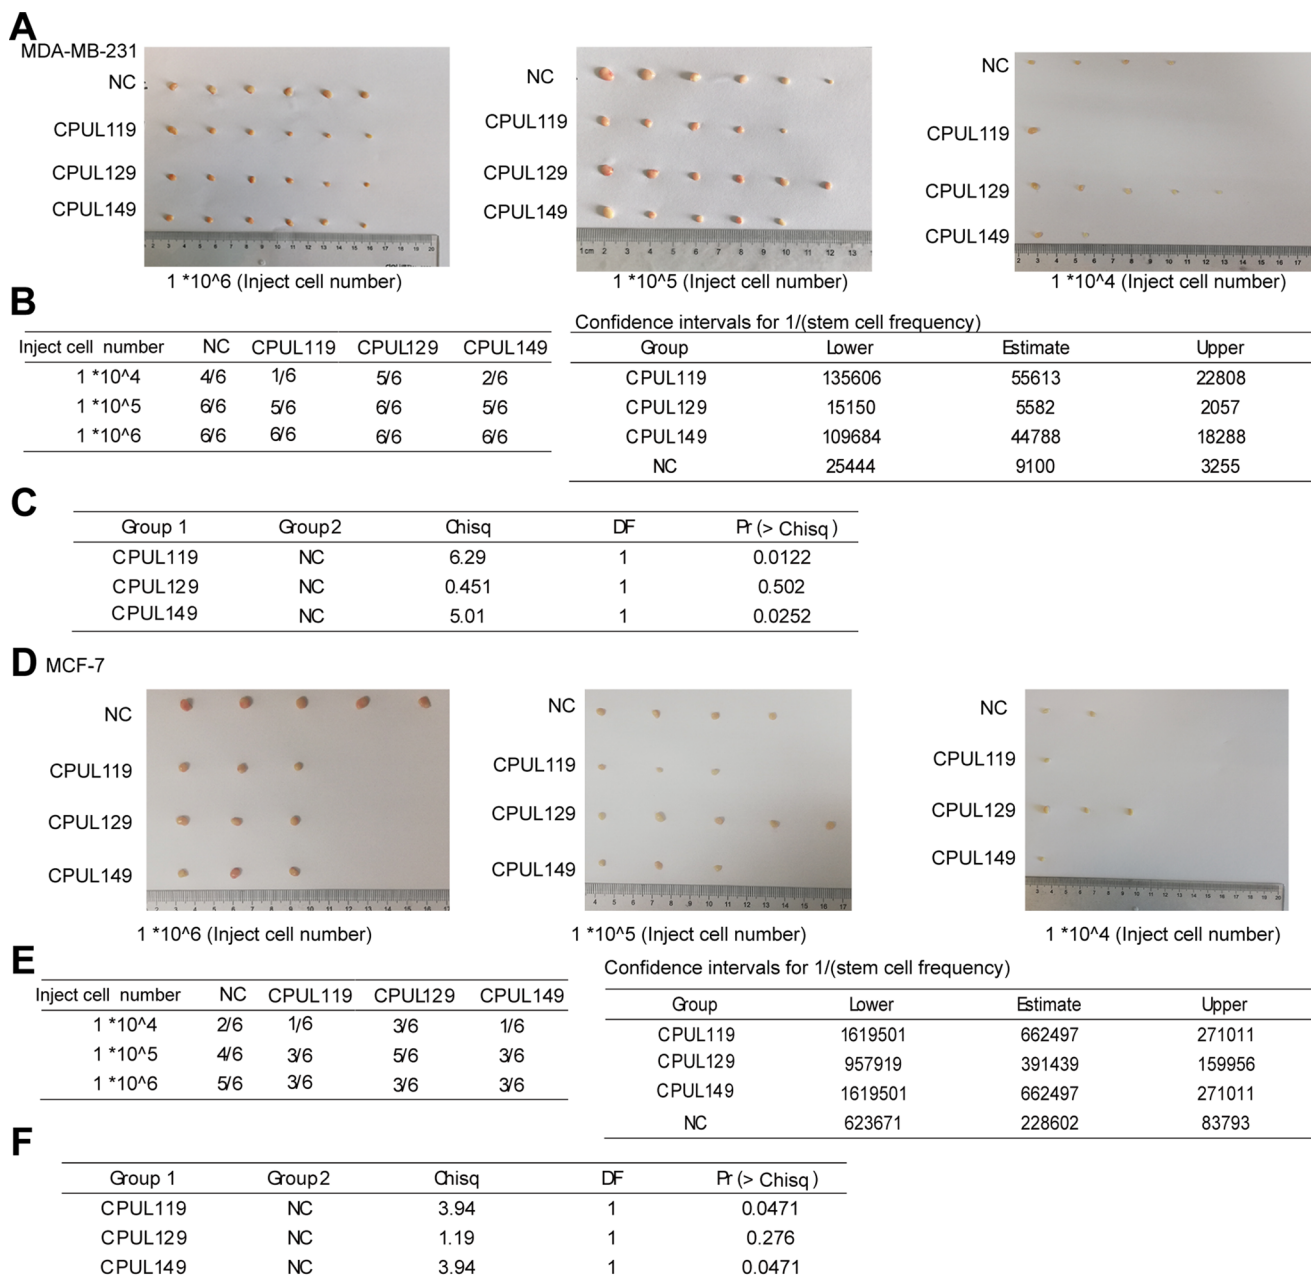 A
MDA-MB-231
NC
CPUL119
CPUL129
CPUL149
1 *10^6 (Inject cell number)
NC
CPUL119
CPUL129
CPUL149
1cm 2 4 5 6 7 8 9 10 11 12 13
1 *10^5 (Inject cell number)
NC
CPUL119
CPUL129
CPUL149
1 *10^4 (Inject cell number)
B
Inject cell number NC CPUL119 CPUL129 CPUL149
1 *10^4 4/6 1/6 5/6 2/6
1 *10^5 6/6 5/6 6/6 5/6
1 *10^6 6/6 6/6 6/6 6/6
Confidence intervals for 1/(stem cell frequency)
Group Lower Estimate Upper
CPUL119 135606 55613 22808
CPUL129 15150 5582 2057
CPUL149 109684 44788 18288
NC 25444 9100 3255
C
Group 1 Group2 Chisq DF Pr (> Chisq )
CPUL119 NC 6.29 1 0.0122
CPUL129 NC 0.451 1 0.502
CPUL149 NC 5.01 1 0.0252
D MCF-7
NC
CPUL119
CPUL129
CPUL149
1 *10^6 (Inject cell number)
NC
CPUL119
CPUL129
CPUL149
1 *10^5 (Inject cell number)
NC
CPUL119
CPUL129
CPUL149
1 *10^4 (Inject cell number)
E
Inject cell number NC CPUL119 CPUL129 CPUL149
1 *10^4 2/6 1/6 3/6 1/6
1 *10^5 4/6 3/6 5/6 3/6
1 *10^6 5/6 3/6 3/6 3/6
Confidence intervals for 1/(stem cell frequency)
Group Lower Estimate Upper
CPUL119 1619501 662497 271011
CPUL129 957919 391439 159956
CPUL149 1619501 662497 271011
NC 623671 228602 83793
F
Group 1 Group2 Chisq DF Pr (> Chisq )
CPUL119 NC 3.94 1 0.0471
CPUL129 NC 1.19 1 0.276
CPUL149 NC 3.94 1 0.0471